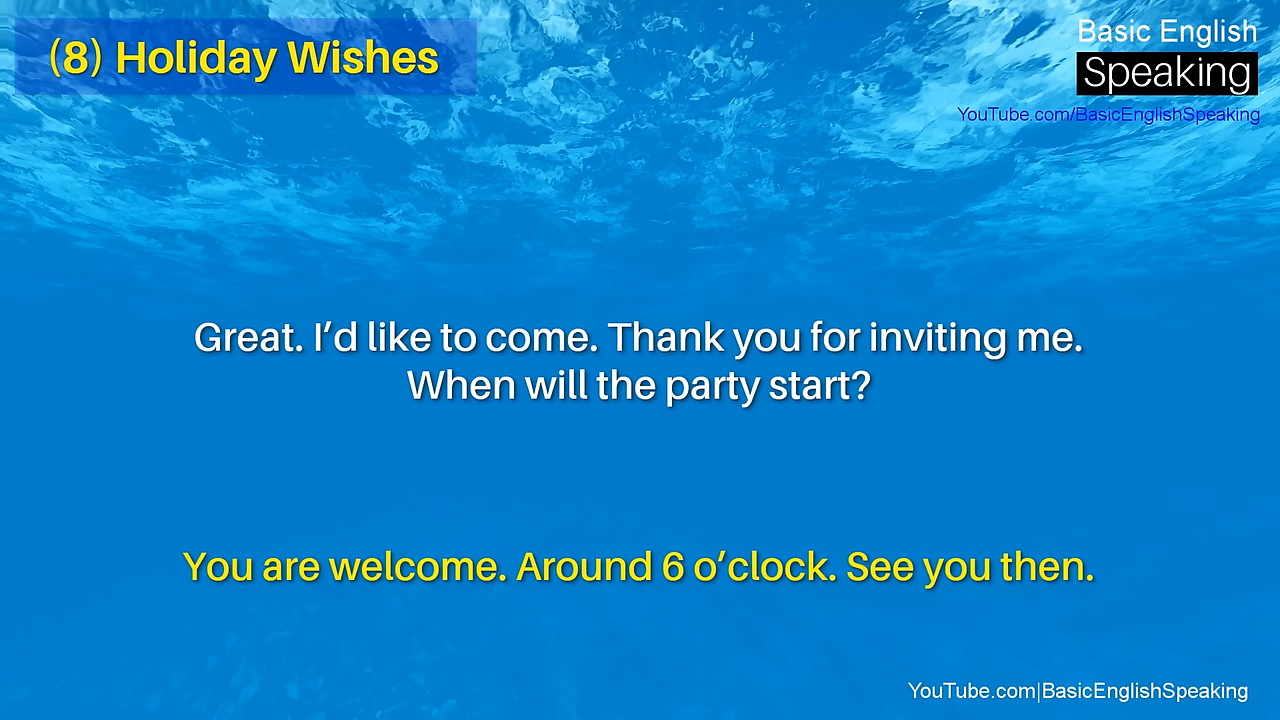 (8) Holiday Wishes
Basic English
Speaking
YouTube.com/BasicEnglishSpeaking
Great. I’d like to come. Thank you for inviting me.
When will the party start?
You are welcome. Around 6 o’clock. See you then.
YouTube.com|BasicEnglishSpeaking